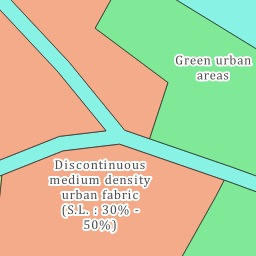 Green urban
areas
Discontinuous
medium density
urban fabric
(S.L. : 30% -
50%)